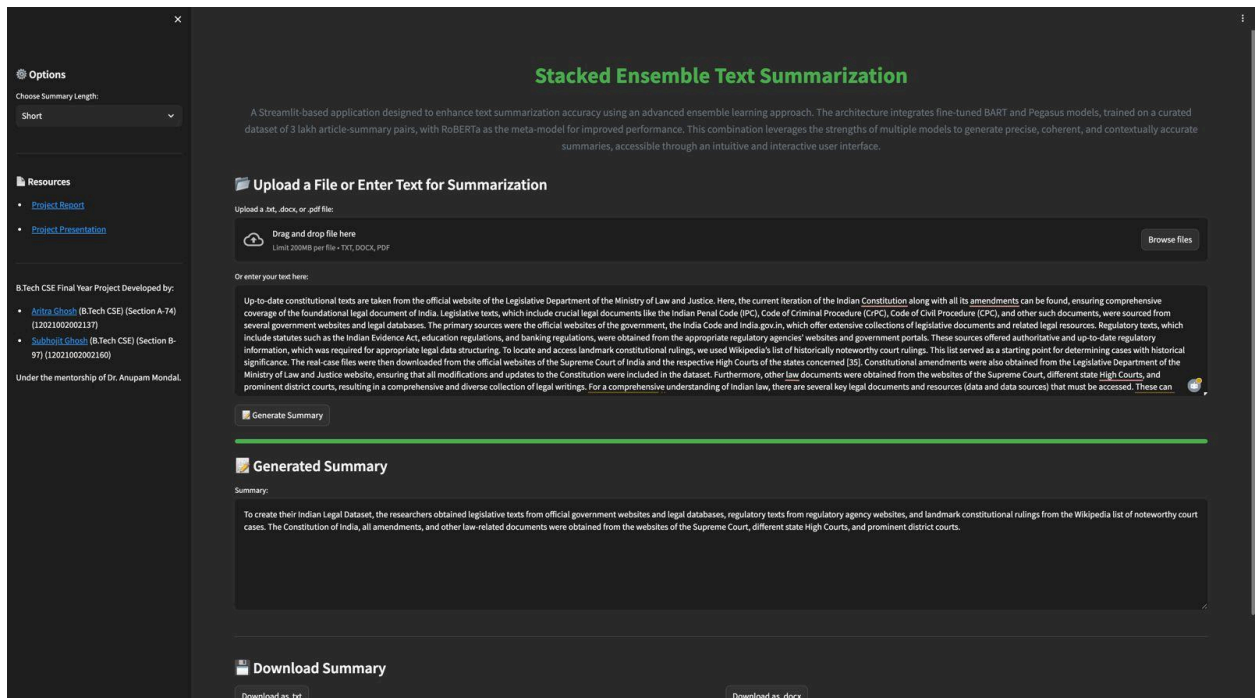 Options
Choose Summary Length:
Short
Resources
Project Report
Project Presentation
B.Tech CSE Final Year Project Developed by:
Aritra Ghosh (B.Tech CSE) (Section A-74)
(12021002002137)
Subhojit Ghosh (B.Tech CSE) (Section B-
97) (12021002002160)
Under the mentorship of Dr. Anupam Mondal.
Stacked Ensemble Text Summarization
A Streamlit-based application designed to enhance text summarization accuracy using an advanced ensemble learning approach. The architecture integrates fine-tuned BART and Pegasus models, trained on a curated
dataset of 3 lakh article-summary pairs, with RoBERTa as the meta-model for improved performance. This combination leverages the strengths of multiple models to generate precise, coherent, and contextually accurate
summaries, accessible through an intuitive and interactive user interface.
Upload a File or Enter Text for Summarization
Upload a .txt, .docx, or .pdf file:
Drag and drop file here
Limit 200MB per file • TXT, DOCX, PDF
Browse files
Or enter your text here:
Up-to-date constitutional texts are taken from the official website of the Legislative Department of the Ministry of Law and Justice. Here, the current iteration of the Indian Constitution along with all its amendments can be found, ensuring comprehensive
coverage of the foundational legal document of India. Legislative texts, which include crucial legal documents like the Indian Penal Code (IPC), Code of Criminal Procedure (CrPC), Code of Civil Procedure (CPC), and other such documents, were sourced from
several government websites and legal databases. The primary sources were the official websites of the government, the India Code and India.gov.in, which offer extensive collections of legislative documents and related legal resources. Regulatory texts, which
include statutes such as the Indian Evidence Act, education regulations, and banking regulations, were obtained from the appropriate regulatory agencies' websites and government portals. These sources offered authoritative and up-to-date regulatory
information, which was required for appropriate legal data structuring. To locate and access landmark constitutional rulings, we used Wikipedia's list of historically noteworthy court rulings. This list served as a starting point for determining cases with historical
significance. The real-case files were then downloaded from the official websites of the Supreme Court of India and the respective High Courts of the states concerned [35]. Constitutional amendments were also obtained from the Legislative Department of the
Ministry of Law and Justice website, ensuring that all modifications and updates to the Constitution were included in the dataset. Furthermore, other law documents were obtained from the websites of the Supreme Court, different state High Courts, and
prominent district courts, resulting in a comprehensive and diverse collection of legal writings. For a comprehensive understanding of Indian law, there are several key legal documents and resources (data and data sources) that must be accessed. These can
Generate Summary
Generated Summary
Summary:
To create their Indian Legal Dataset, the researchers obtained legislative texts from official government websites and legal databases, regulatory texts from regulatory agency websites, and landmark constitutional rulings from the Wikipedia list of noteworthy court
cases. The Constitution of India, all amendments, and other law-related documents were obtained from the websites of the Supreme Court, different state High Courts, and prominent district courts.
Download Summary
Download as .txt
Download as .docx